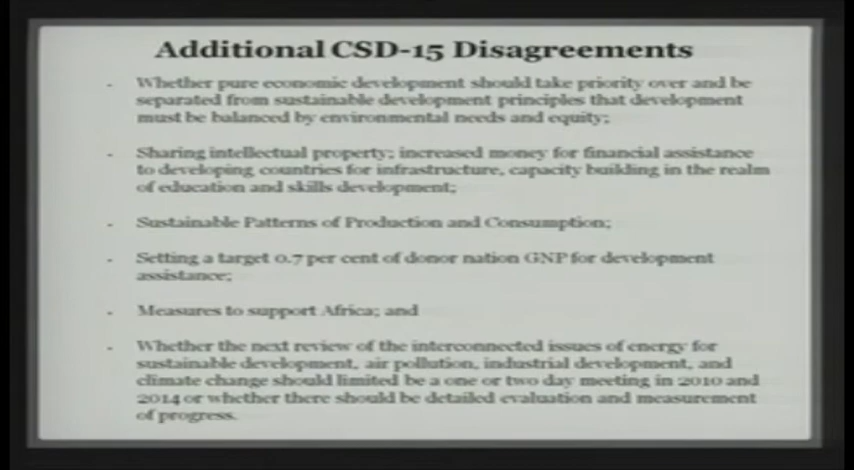 Additional CSD-15 Disagreements
- Whether pure economic development should take priority over and be
separated from sustainable development principles that development
must be balanced by environmental needs and equity;
- Sharing intellectual property; increased money for financial assistance
to developing countries for infrastructure, capacity building in the realm
of education and skills development;
- Sustainable Patterns of Production and Consumption;
- Setting a target 0.7 per cent of donor nation GNP for development
assistance;
- Measures to support Africa; and
- Whether the next review of the interconnected issues of energy for
sustainable development, air pollution, industrial development, and
climate change should limited be a one or two day meeting in 2010 and
2014 or whether there should be detailed evaluation and measurement
of progress.